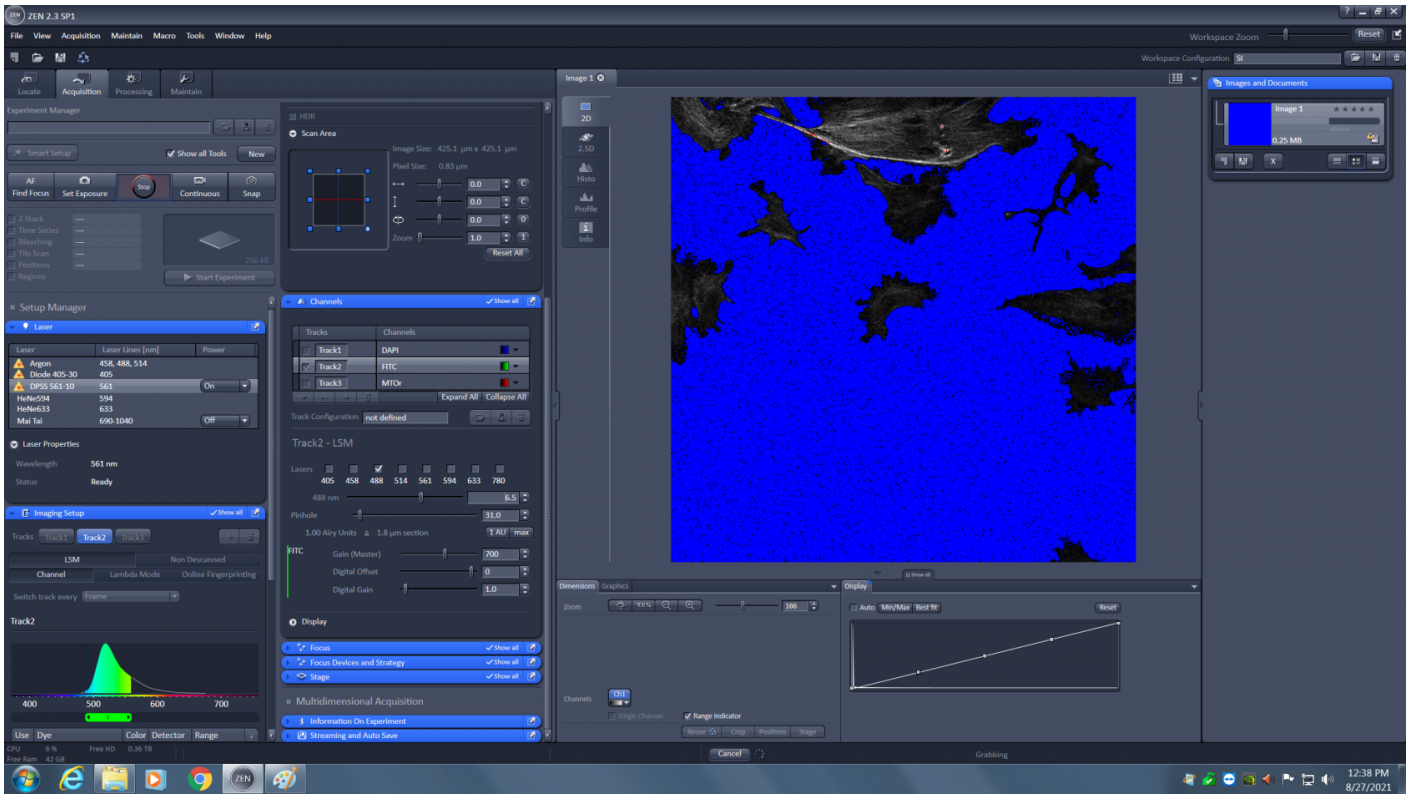 ZEN ZEN 2.3 SP1
File View Acquisition Maintain Macro Tools Window Help
Workspace Zoom Reset
Workspace Configuration SI
Locate Acquisition Processing Maintain
Experiment Manager
Smart Setup Show all Tools New
AF
Find Focus Set Exposure Stop Continuous Snap
Z-Stack
Time Series
Bleaching
Tile Scan
Positions
Regions
256 kB
Start Experiment
Setup Manager
Laser
Laser Laser Lines [nm] Power
Argon 458, 488, 514
Diode 405-30 405
DPSS 561-10 561 On
HeNe594 594
HeNe633 633
Mai Tai 690-1040 Off
Laser Properties
Wavelength 561 nm
Status Ready
Imaging Setup Show all
Tracks Track1 Track2 Track3
LSM Non Descanned
Channel Lambda Mode Online Fingerprinting
Switch track every Frame
Track2
400 500 600 700
Use Dye Color Detector Range
CPU 6 % Free HD 0.36 TB
Free Ram 42 GB
HDR
Scan Area
Image Size: 425.1 µm x 425.1 µm
Pixel Size: 0.83 µm
0.0 C
0.0 C
0.0 0
Zoom 1.0 1
Reset All
Channels Show all
Tracks Channels
Track1 DAPI
Track2 FITC
Track3 MTOr
Expand All Collapse All
Track Configuration not defined
Track2 - LSM
Lasers
405 458 488 514 561 594 633 780
488 nm 6.5
Pinhole 31.0
1.00 Airy Units ≙ 1.8 µm section 1 AU max
FITC Gain (Master) 700
Digital Offset 0
Digital Gain 1.0
Display
Focus Show all
Focus Devices and Strategy Show all
Stage Show all
Multidimensional Acquisition
Information On Experiment
Streaming and Auto Save
Image 1
2D
2.5D
Histo
Profile
Info
Show all
Dimensions Graphics
Zoom 100% 166
Channels Ch1
Single Channel Range Indicator
Reuse Crop Positions Stage
Display
Auto Min/Max Best fit Reset
Cancel Grabbing
Images and Documents
Image 1
0.25 MB
X
ZEN
12:38 PM
8/27/2021